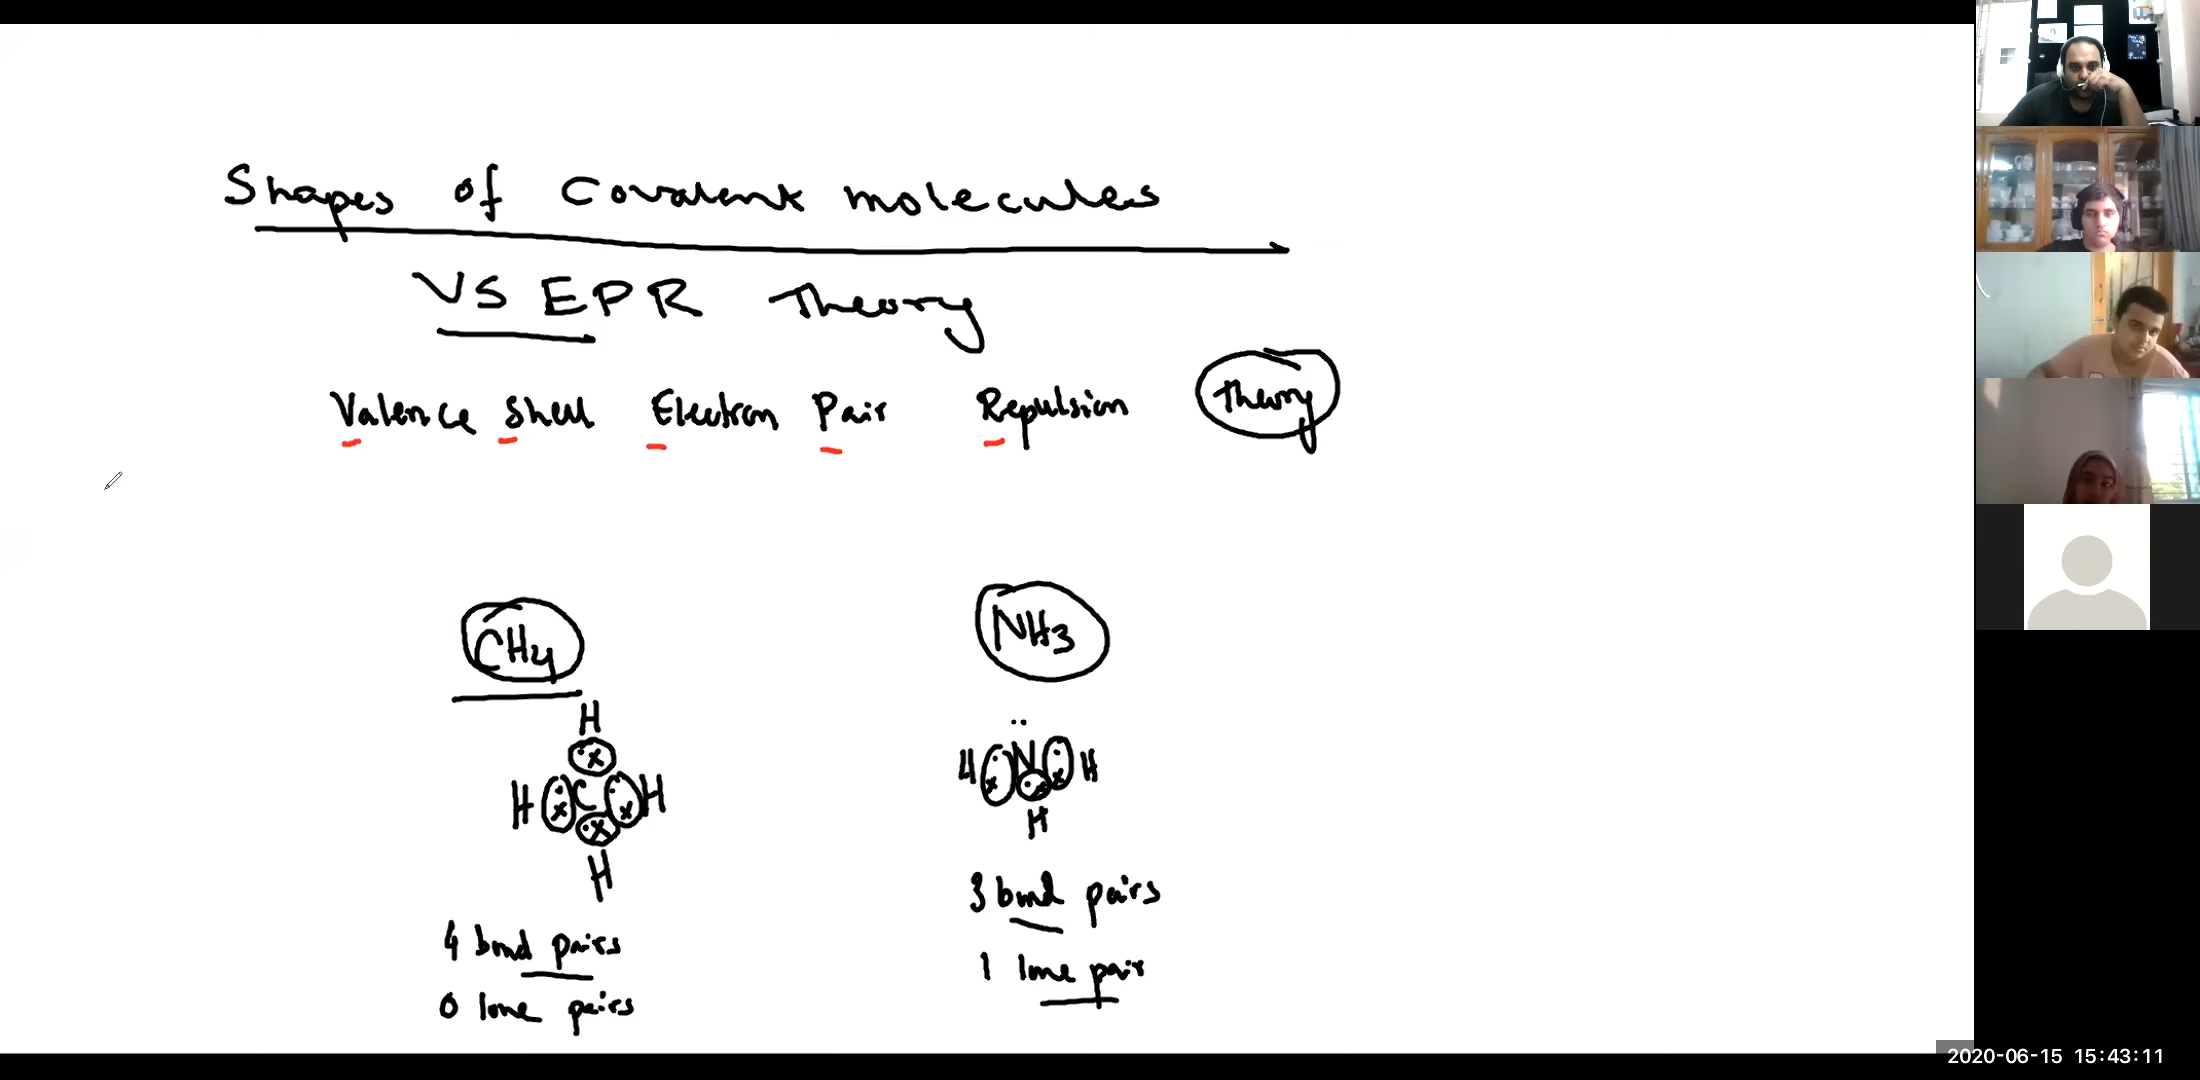 Shapes of Covalent molecules
VSEPR Theory
Valence Shell Electron Pair Repulsion Theory
CH4
NH3
H
H C H
H
H N H
H
4 bond pairs
0 lone pairs
3 bond pairs
1 lone pair
2020-06-15 15:43:11